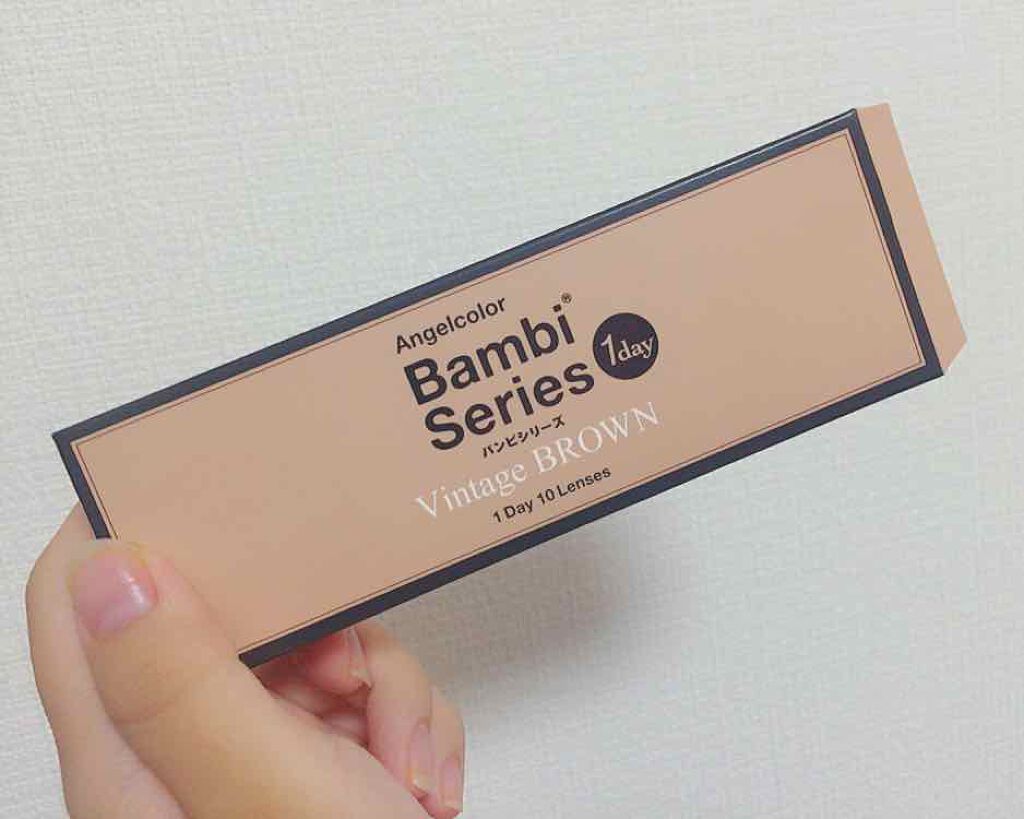 Angelcolor
Bambi®
Series
1day
バンビシリーズ
Vintage BROWN
1 Day 10 Lenses